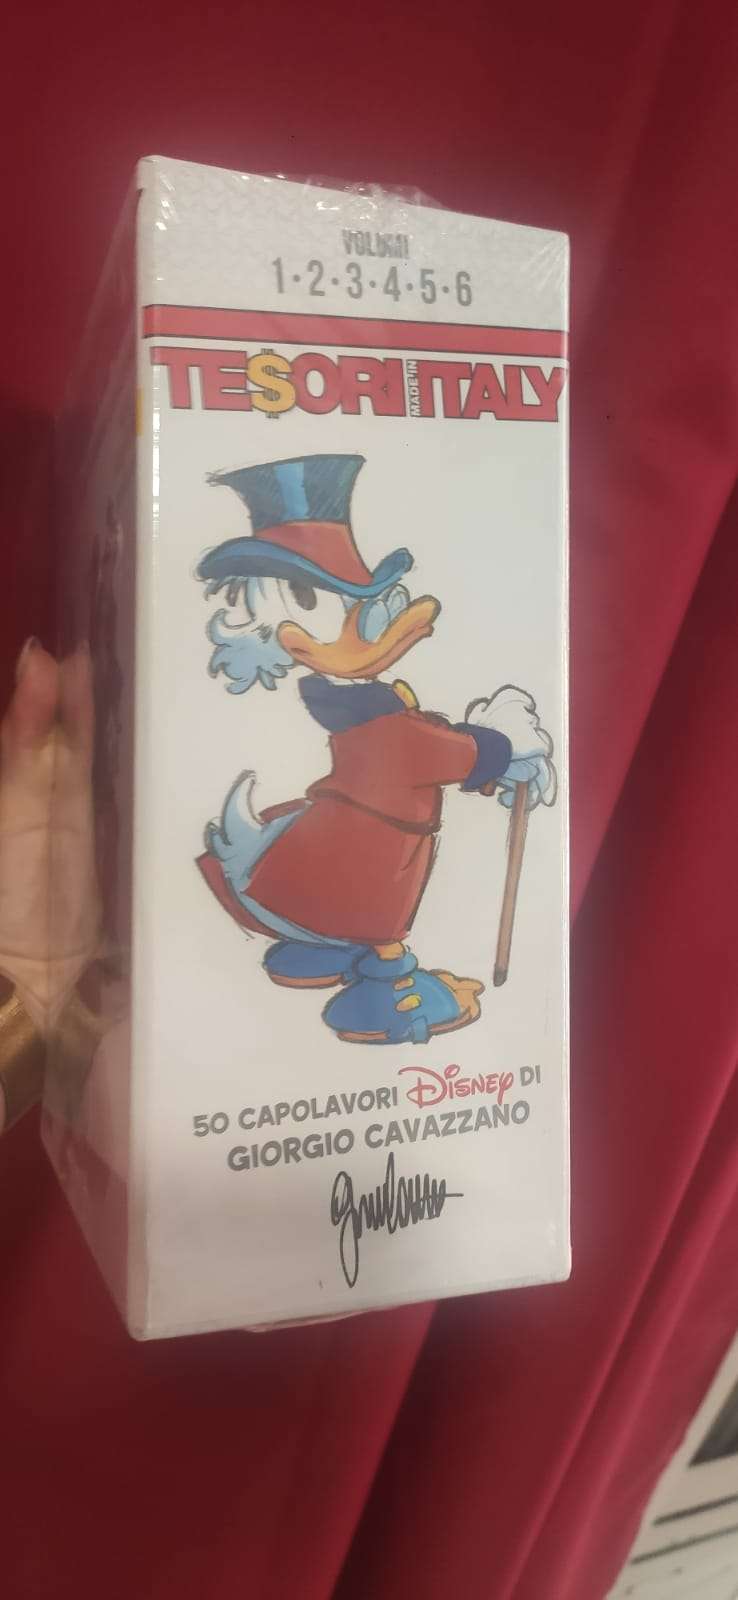 VOLUMI
1•2•3•4•5•6
TE$ORI MADE IN ITALY
50 CAPOLAVORI DISNEY DI
GIORGIO CAVAZZANO